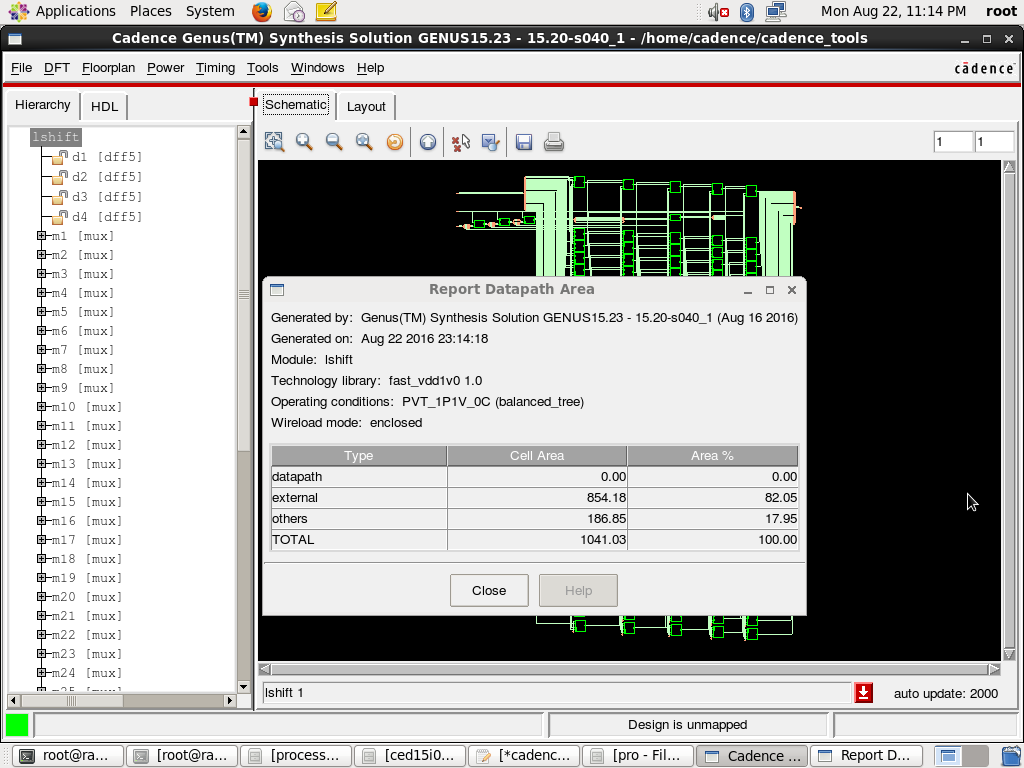 Applications Places System Mon Aug 22, 11:14 PM root
Cadence Genus(TM) Synthesis Solution GENUS15.23 - 15.20-s040_1 - /home/cadence/cadence_tools
File DFT Floorplan Power Timing Tools Windows Help cādence
Hierarchy HDL Schematic Layout
1 1
lshift
d1 [dff5]
d2 [dff5]
d3 [dff5]
d4 [dff5]
m1 [mux]
m2 [mux]
m3 [mux]
m4 [mux]
m5 [mux]
m6 [mux]
m7 [mux]
m8 [mux]
m9 [mux]
m10 [mux]
m11 [mux]
m12 [mux]
m13 [mux]
m14 [mux]
m15 [mux]
m16 [mux]
m17 [mux]
m18 [mux]
m19 [mux]
m20 [mux]
m21 [mux]
m22 [mux]
m23 [mux]
m24 [mux]
m25 [mux]
Report Datapath Area
Generated by: Genus(TM) Synthesis Solution GENUS15.23 - 15.20-s040_1 (Aug 16 2016)
Generated on: Aug 22 2016 23:14:18
Module: lshift
Technology library: fast_vdd1v0 1.0
Operating conditions: PVT_1P1V_0C (balanced_tree)
Wireload mode: enclosed
Type Cell Area Area %
datapath 0.00 0.00
external 854.18 82.05
others 186.85 17.95
TOTAL 1041.03 100.00
Close Help
lshift 1 auto update: 2000
Design is unmapped
root@ra... [root@ra... [process... [ced15i0... [*cadenc... [pro - Fil... Cadence ... Report D...